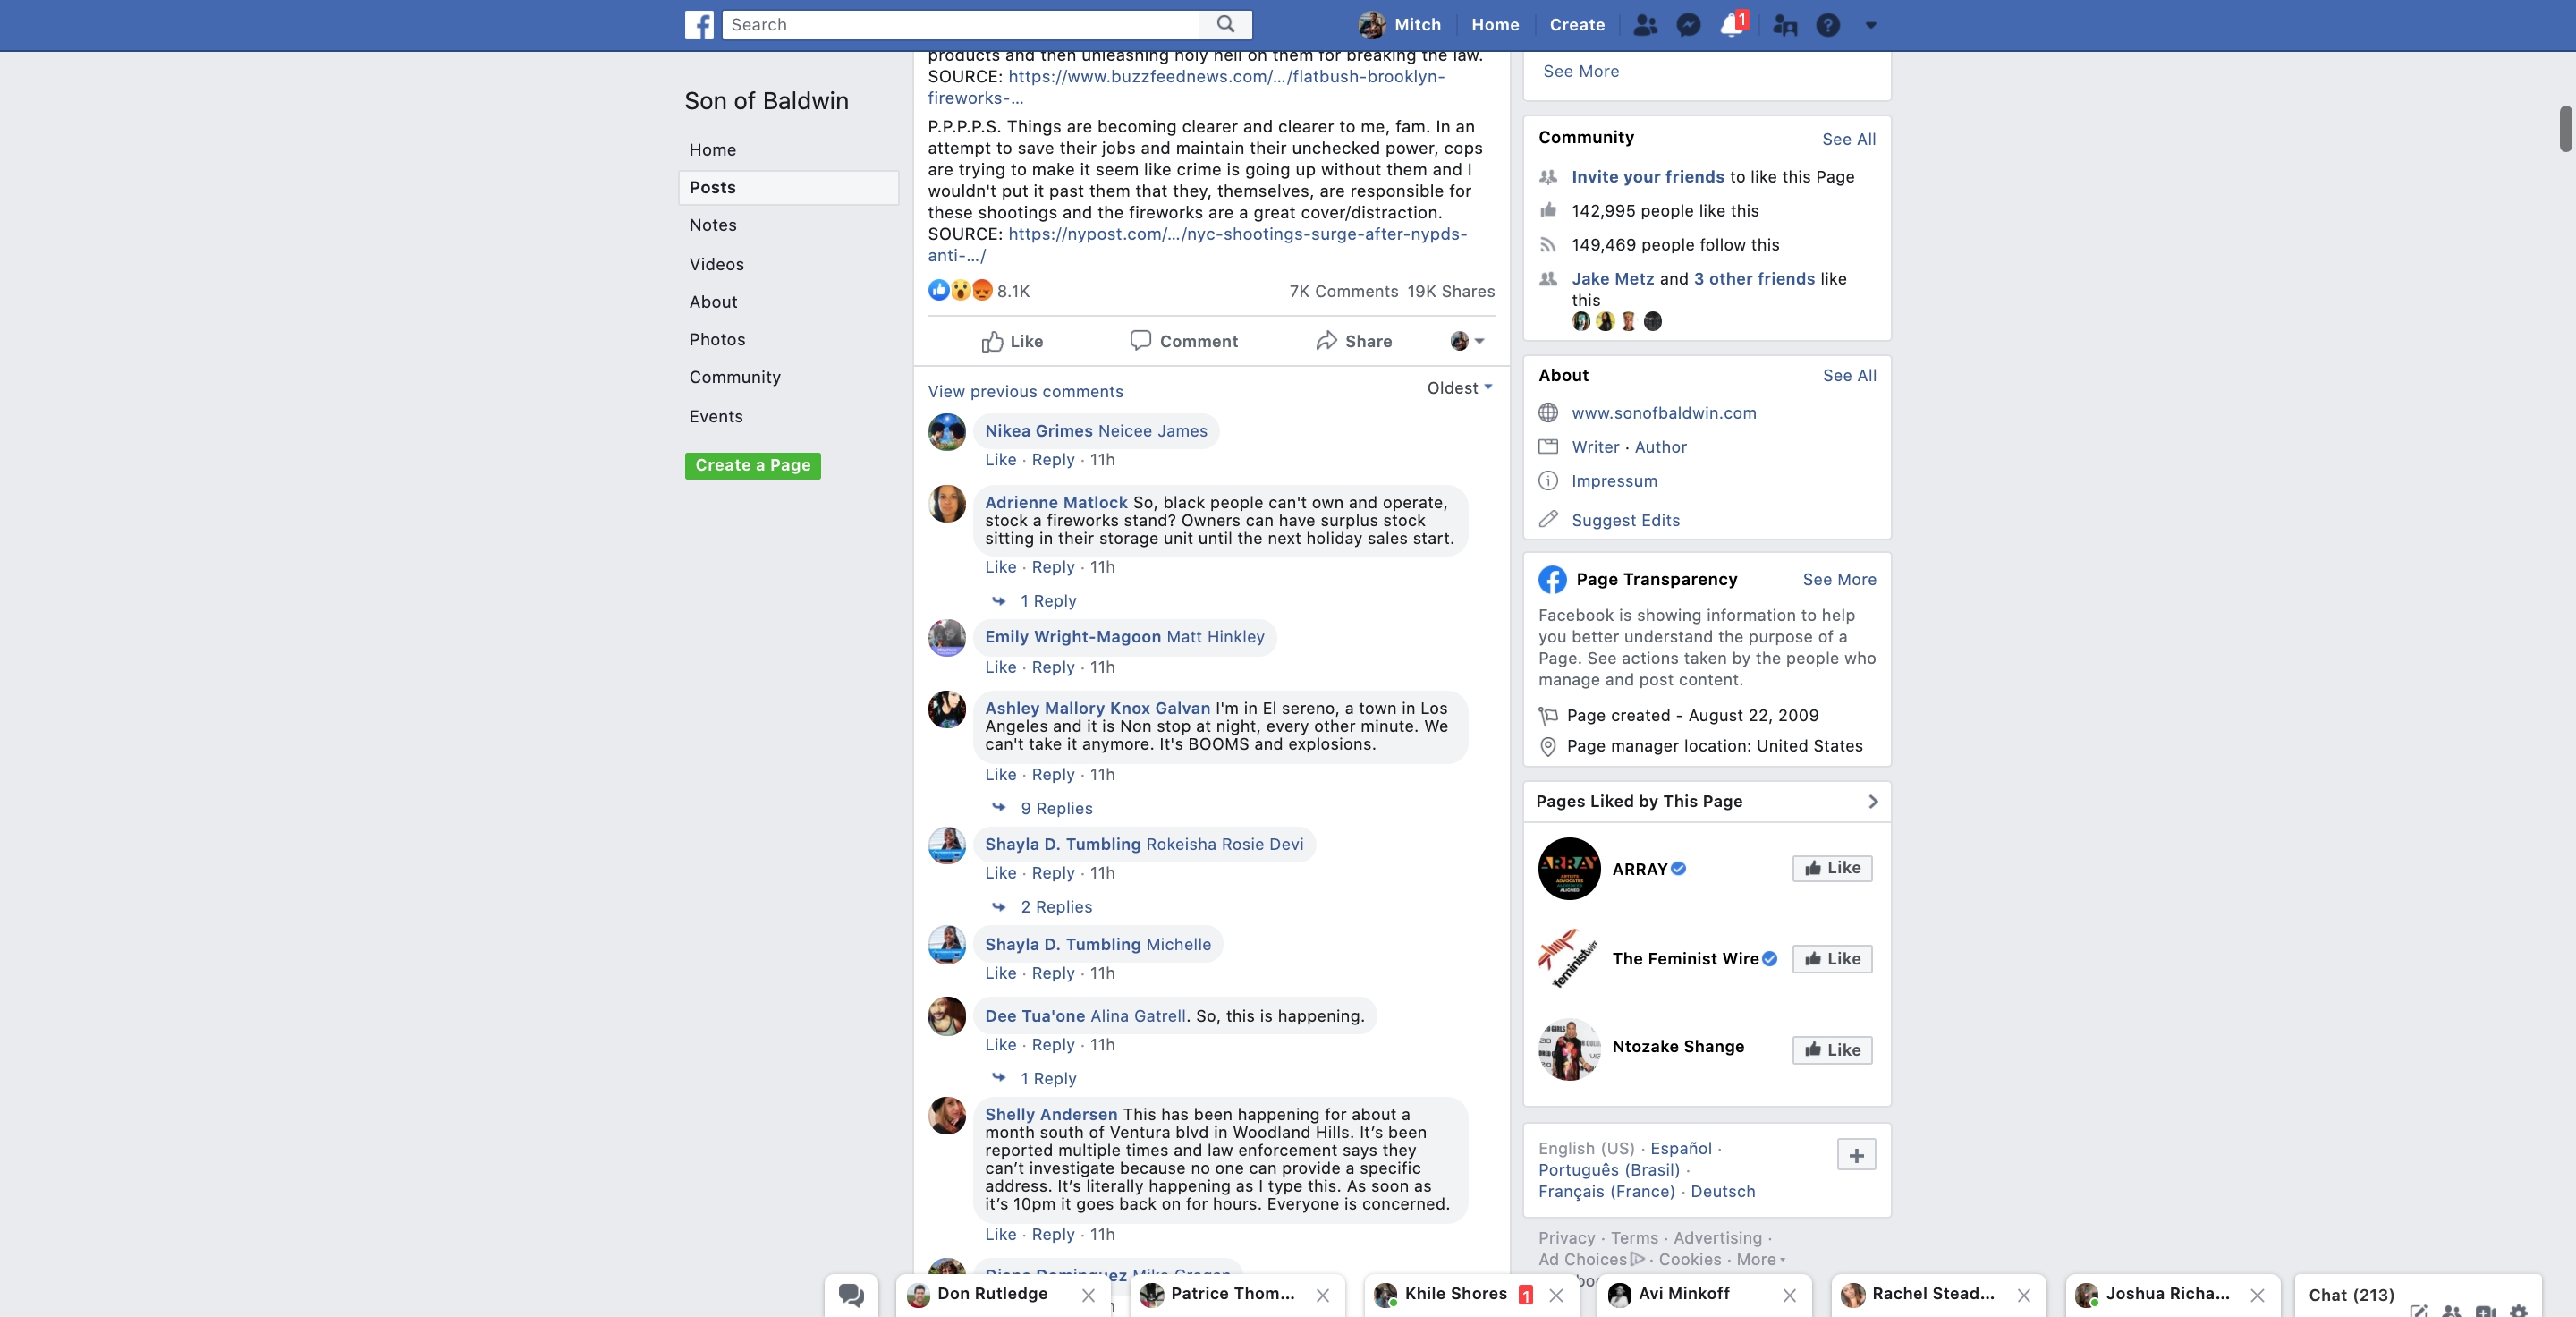 Search
Mitch
Home
Create
1
Son of Baldwin
Home
Posts
Notes
Videos
About
Photos
Community
Events
Create a Page
products and then unleashing holy hell on them for breaking the law.
SOURCE: https://www.buzzfeednews.com/.../flatbush-brooklyn-
fireworks-...
P.P.P.P.S. Things are becoming clearer and clearer to me, fam. In an
attempt to save their jobs and maintain their unchecked power, cops
are trying to make it seem like crime is going up without them and I
wouldn't put it past them that they, themselves, are responsible for
these shootings and the fireworks are a great cover/distraction.
SOURCE: https://nypost.com/.../nyc-shootings-surge-after-nypds-
anti-.../
8.1K
7K Comments 19K Shares
Like
Comment
Share
View previous comments
Oldest
Nikea Grimes Neicee James
Like · Reply · 11h
Adrienne Matlock So, black people can't own and operate,
stock a fireworks stand? Owners can have surplus stock
sitting in their storage unit until the next holiday sales start.
Like · Reply · 11h
1 Reply
Emily Wright-Magoon Matt Hinkley
Like · Reply · 11h
Ashley Mallory Knox Galvan I'm in El sereno, a town in Los
Angeles and it is Non stop at night, every other minute. We
can't take it anymore. It's BOOMS and explosions.
Like · Reply · 11h
9 Replies
Shayla D. Tumbling Rokeisha Rosie Devi
Like · Reply · 11h
2 Replies
Shayla D. Tumbling Michelle
Like · Reply · 11h
Dee Tua'one Alina Gatrell. So, this is happening.
Like · Reply · 11h
1 Reply
Shelly Andersen This has been happening for about a
month south of Ventura blvd in Woodland Hills. It’s been
reported multiple times and law enforcement says they
can’t investigate because no one can provide a specific
address. It’s literally happening as I type this. As soon as
it’s 10pm it goes back on for hours. Everyone is concerned.
Like · Reply · 11h
See More
Community
See All
Invite your friends to like this Page
142,995 people like this
149,469 people follow this
Jake Metz and 3 other friends like
this
About
See All
www.sonofbaldwin.com
Writer · Author
Impressum
Suggest Edits
Page Transparency
See More
Facebook is showing information to help
you better understand the purpose of a
Page. See actions taken by the people who
manage and post content.
Page created - August 22, 2009
Page manager location: United States
Pages Liked by This Page
ARRAY
ARRAY
Like
feministwire
The Feminist Wire
Like
Ntozake Shange
Like
English (US) · Español ·
Português (Brasil) ·
Français (France) · Deutsch
Privacy · Terms · Advertising ·
Ad Choices · Cookies · More
Don Rutledge
Patrice Thom...
Khile Shores 1
Avi Minkoff
Rachel Stead...
Joshua Richa...
Chat (213)